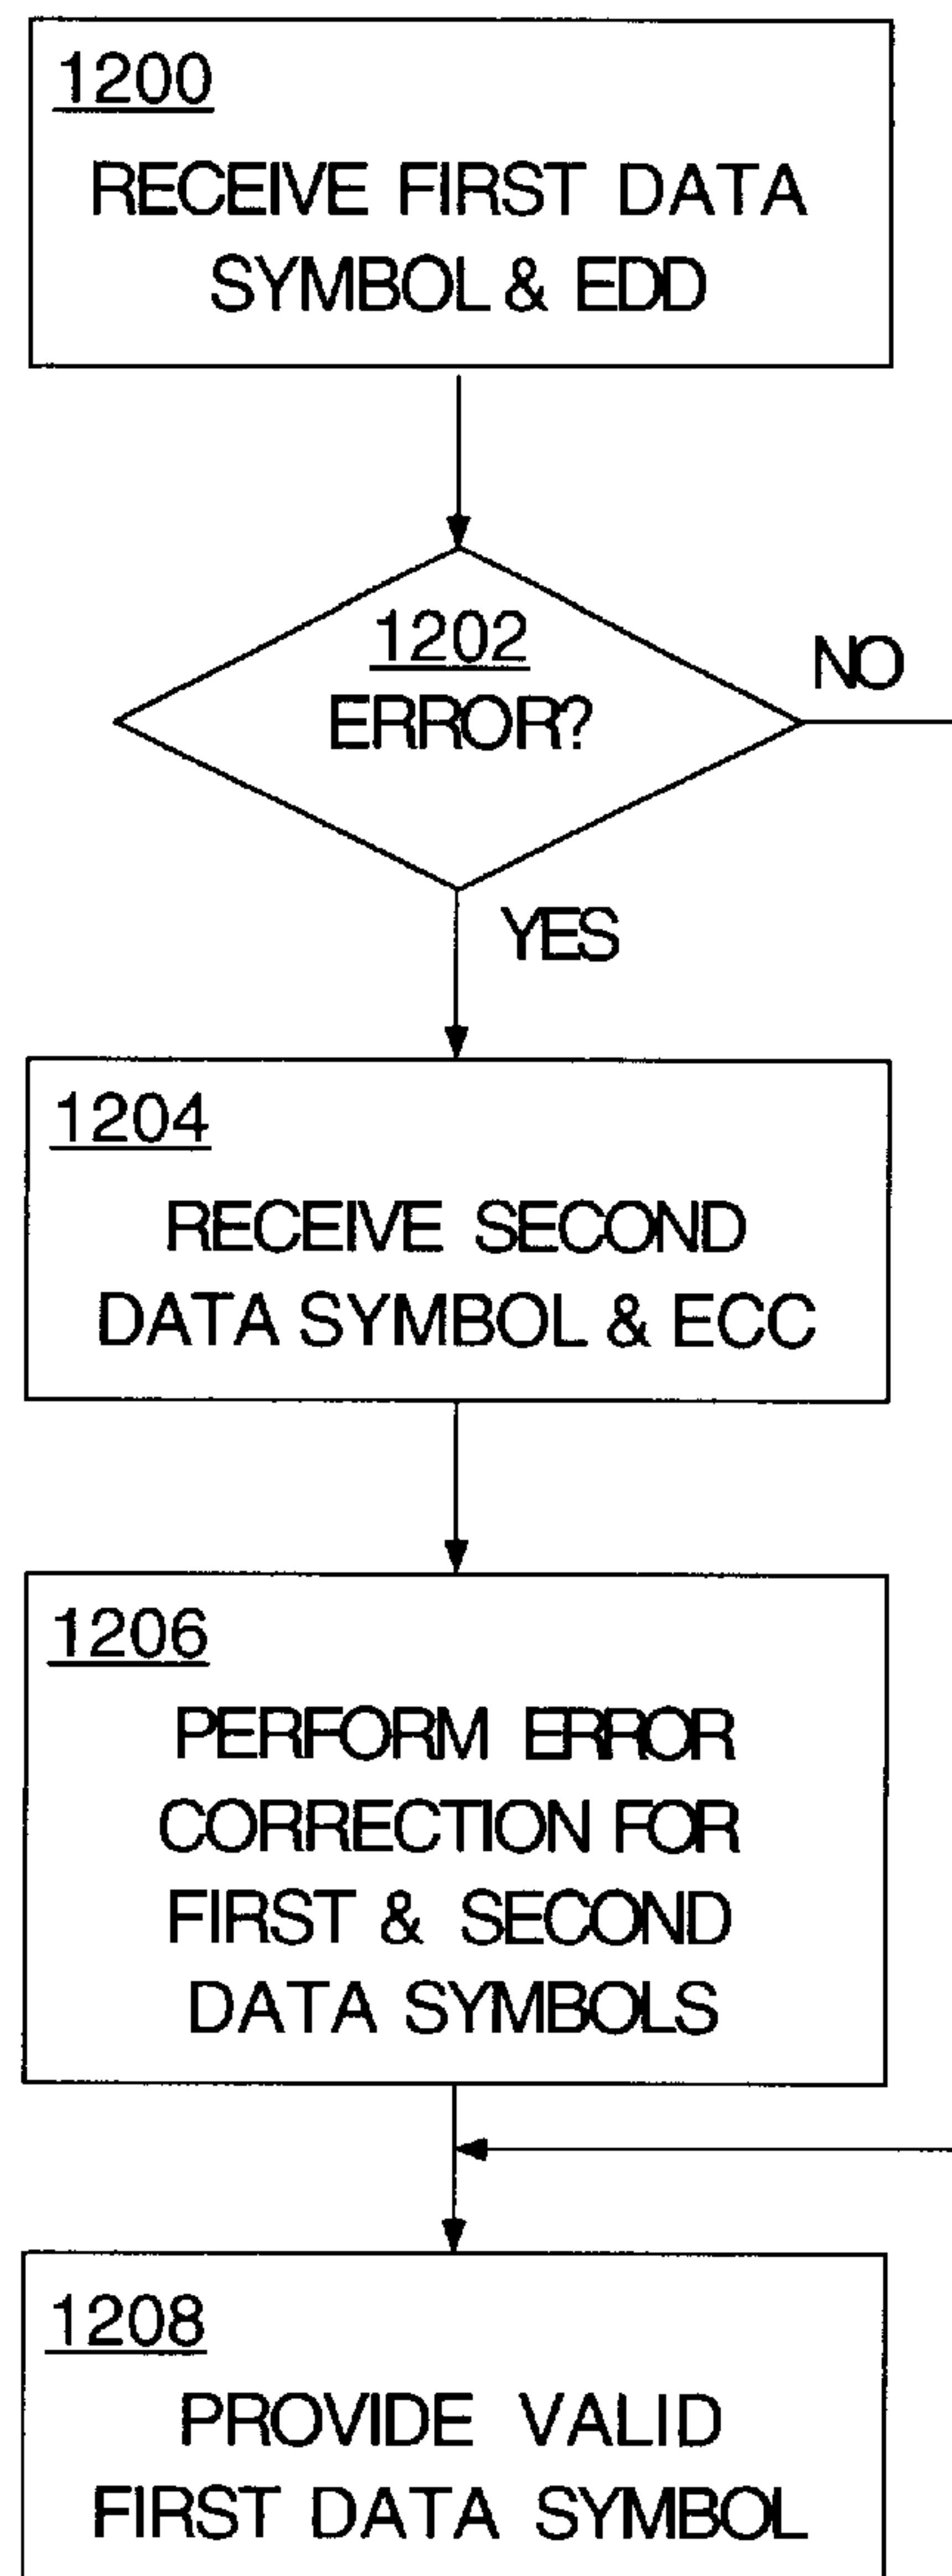 1200
RECEIVE FIRST DATA
SYMBOL & EDD
1202
ERROR?
NO
YES
1204
RECEIVE SECOND
DATA SYMBOL & ECC
1206
PERFORM ERROR
CORRECTION FOR
FIRST & SECOND
DATA SYMBOLS
1208
PROVIDE VALID
FIRST DATA SYMBOL